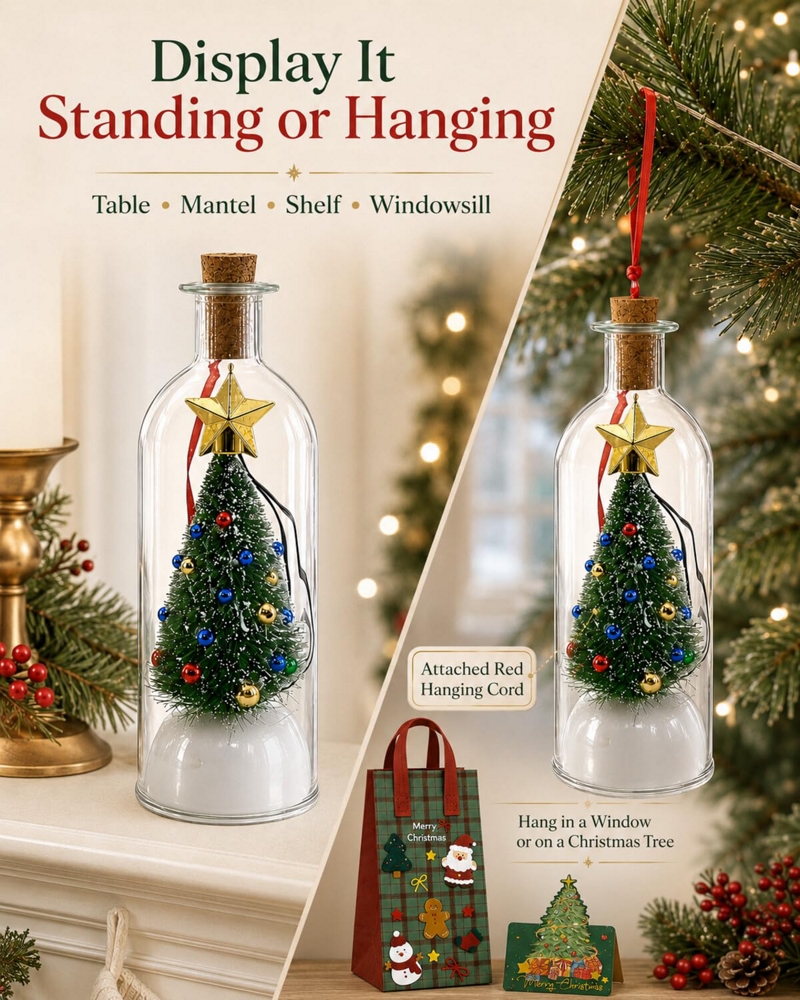 Display It
Standing or Hanging
Table • Mantel • Shelf • Windowsill
Attached Red
Hanging Cord
Merry
Christmas
Hang in a Window
or on a Christmas Tree
Merry Christmas